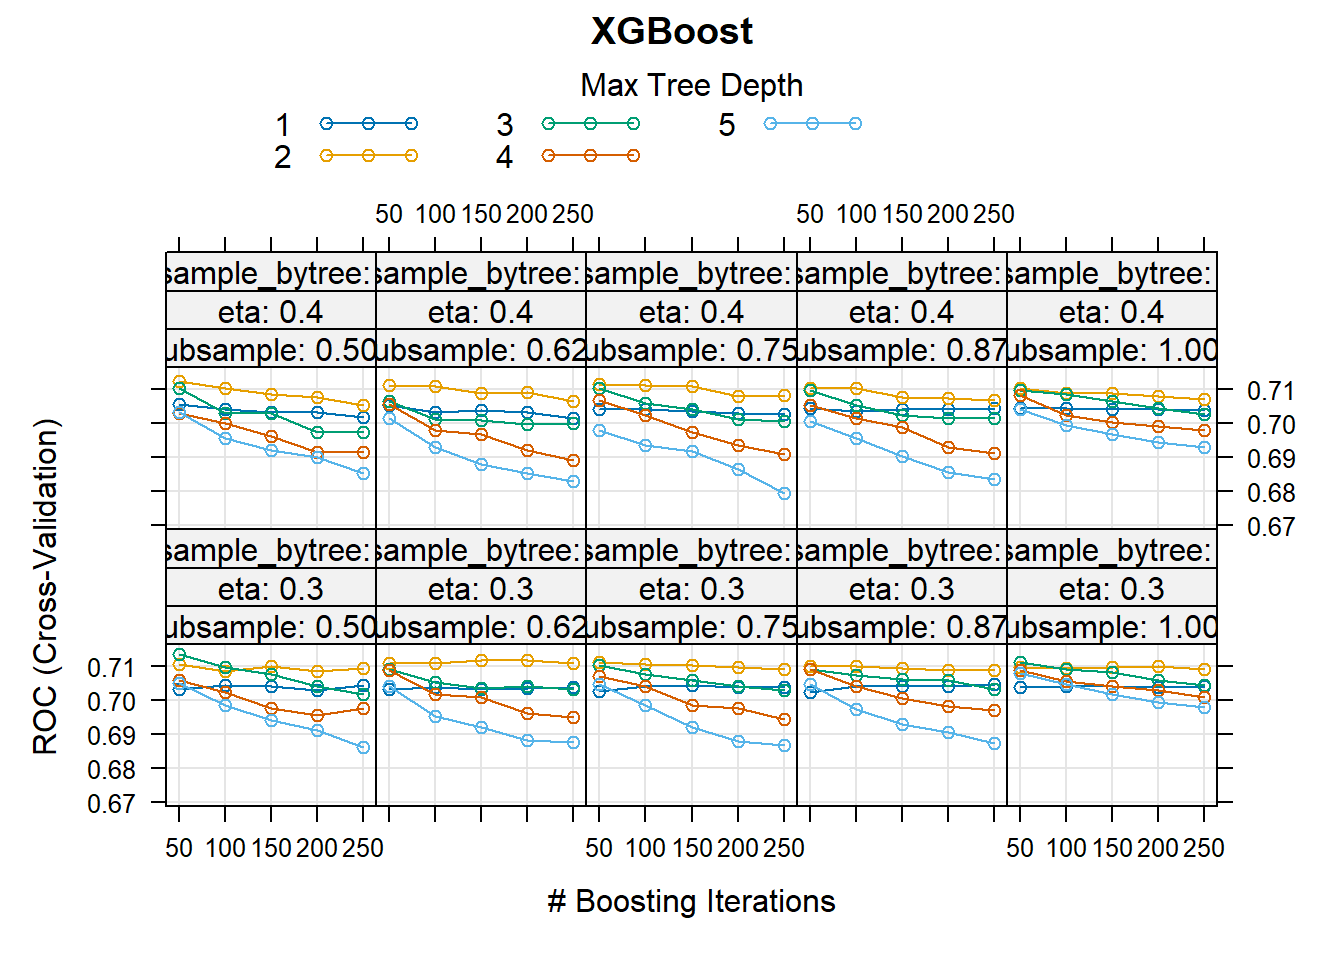 XGBoost
Max Tree Depth
1 3 5
2 4
50 100 150 200 250 50 100 150 200 250
sample_bytree: sample_bytree: sample_bytree: sample_bytree: sample_bytree:
eta: 0.4 eta: 0.4 eta: 0.4 eta: 0.4 eta: 0.4
ubsample: 0.50 ubsample: 0.62 ubsample: 0.75 ubsample: 0.87 ubsample: 1.00
0.71
0.70
0.69
0.68
0.67
sample_bytree: sample_bytree: sample_bytree: sample_bytree: sample_bytree:
eta: 0.3 eta: 0.3 eta: 0.3 eta: 0.3 eta: 0.3
ubsample: 0.50 ubsample: 0.62 ubsample: 0.75 ubsample: 0.87 ubsample: 1.00
0.71
0.70
0.69
0.68
0.67
ROC (Cross-Validation)
50 100 150 200 250 50 100 150 200 250 50 100 150 200 250
# Boosting Iterations